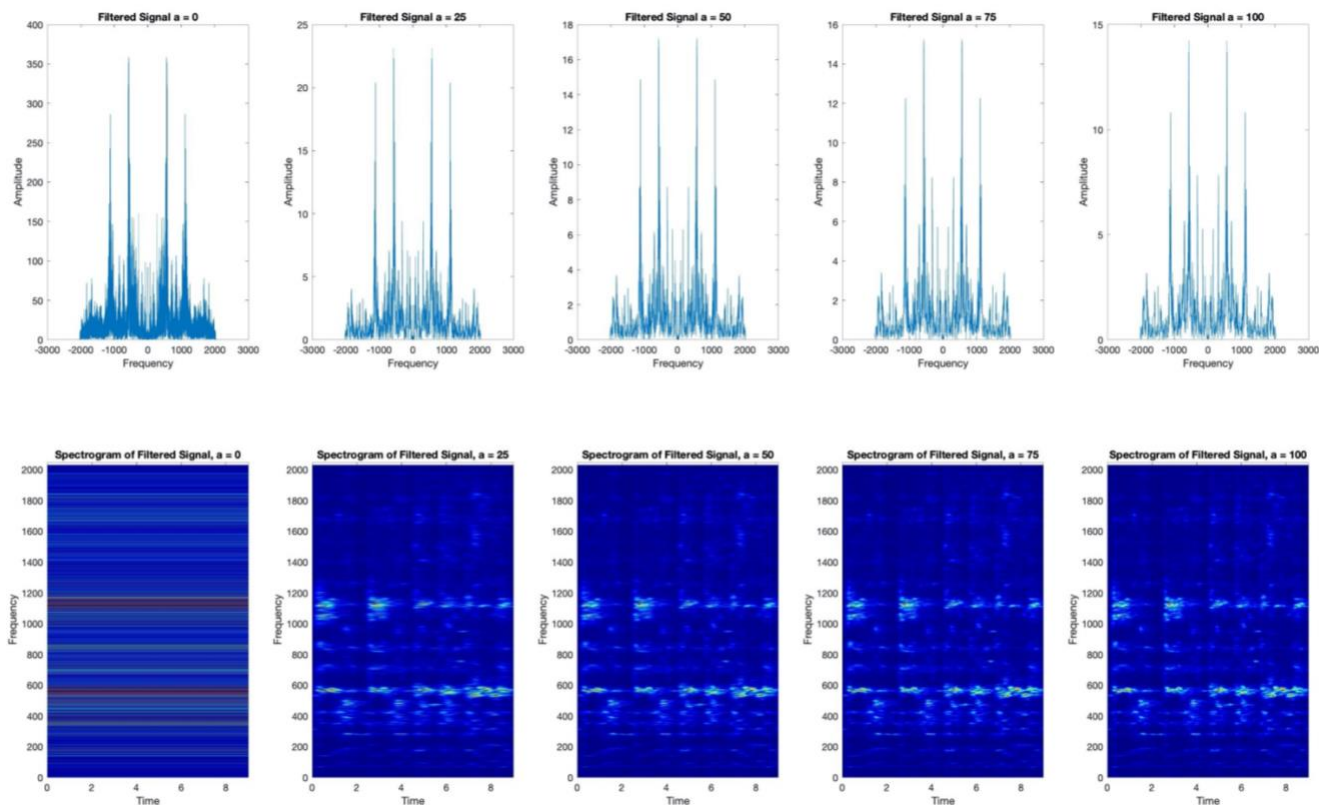 Filtered Signal a = 0
400
350
300
250
200
150
100
50
0
Amplitude
-3000 -2000 -1000 0 1000 2000 3000
Frequency
Filtered Signal a = 25
25
20
15
10
5
0
Amplitude
-3000 -2000 -1000 0 1000 2000 3000
Frequency
Filtered Signal a = 50
18
16
14
12
10
8
6
4
2
0
Amplitude
-3000 -2000 -1000 0 1000 2000 3000
Frequency
Filtered Signal a = 75
16
14
12
10
8
6
4
2
0
Amplitude
-3000 -2000 -1000 0 1000 2000 3000
Frequency
Filtered Signal a = 100
15
10
5
0
Amplitude
-3000 -2000 -1000 0 1000 2000 3000
Frequency
Spectrogram of Filtered Signal, a = 0
2000
1800
1600
1400
1200
1000
800
600
400
200
0
Frequency
0 2 4 6 8
Time
Spectrogram of Filtered Signal, a = 25
2000
1800
1600
1400
1200
1000
800
600
400
200
0
Frequency
0 2 4 6 8
Time
Spectrogram of Filtered Signal, a = 50
2000
1800
1600
1400
1200
1000
800
600
400
200
0
Frequency
0 2 4 6 8
Time
Spectrogram of Filtered Signal, a = 75
2000
1800
1600
1400
1200
1000
800
600
400
200
0
Frequency
0 2 4 6 8
Time
Spectrogram of Filtered Signal, a = 100
2000
1800
1600
1400
1200
1000
800
600
400
200
0
Frequency
0 2 4 6 8
Time